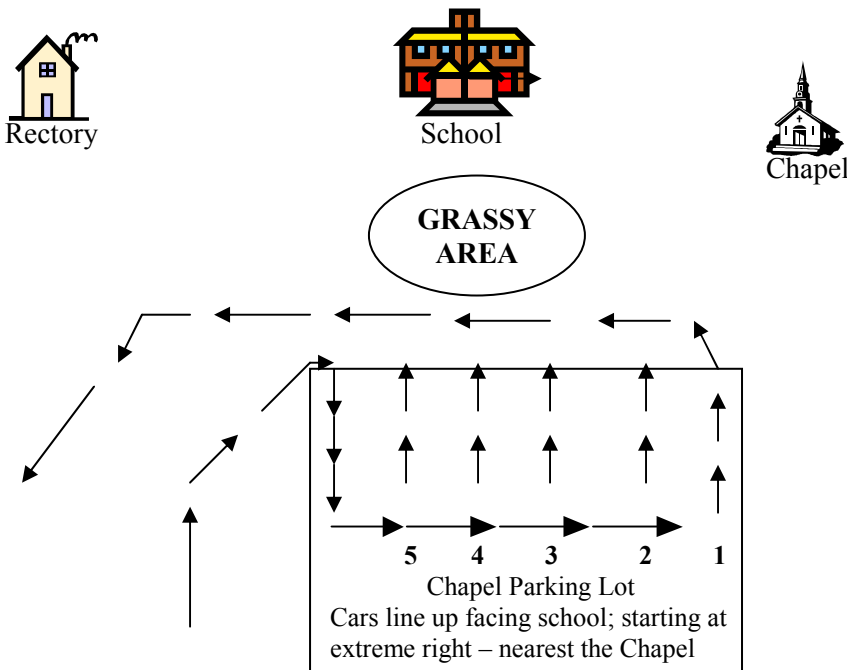 Rectory
School
Chapel
GRASSY
AREA
5 4 3 2 1
Chapel Parking Lot
Cars line up facing school; starting at
extreme right – nearest the Chapel